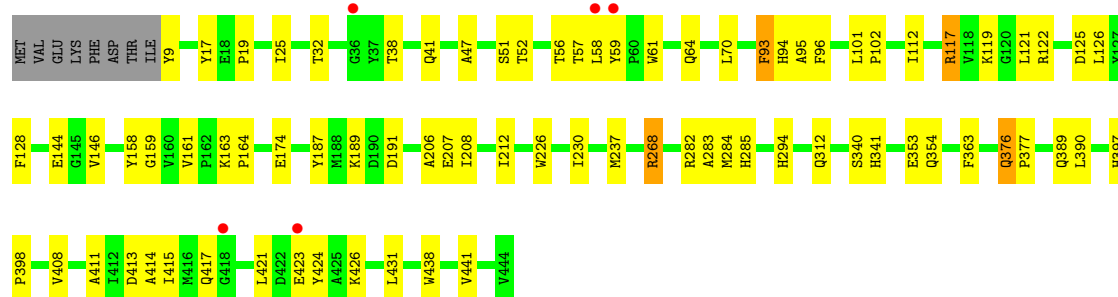 MET VAL GLU LYS PHE ASP THR ILE Y9 Y17 E18 P19 I25 T32 G36 Y37 T38 Q41 A47 S51 T52 T56 T57 L58 Y59 P60 W61 Q64 L70 F93 H94 A95 F96 L101 P102 I112 R117 V118 K119 G120 L121 R122 D125 L126 Y127
F128 E144 G145 V146 Y158 G159 V160 V161 P162 K163 P164 E174 Y187 M188 K189 D190 D191 A206 E207 I208 I212 W226 I230 M237 R268 R282 A283 M284 H285 H294 Q312 S340 H341 E353 Q354 F363 Q376 P377 Q389 L390 H397
P398 V408 A411 I412 D413 A414 I415 M416 Q417 G418 L421 D422 E423 Y424 A425 K426 L431 W438 V441 V444